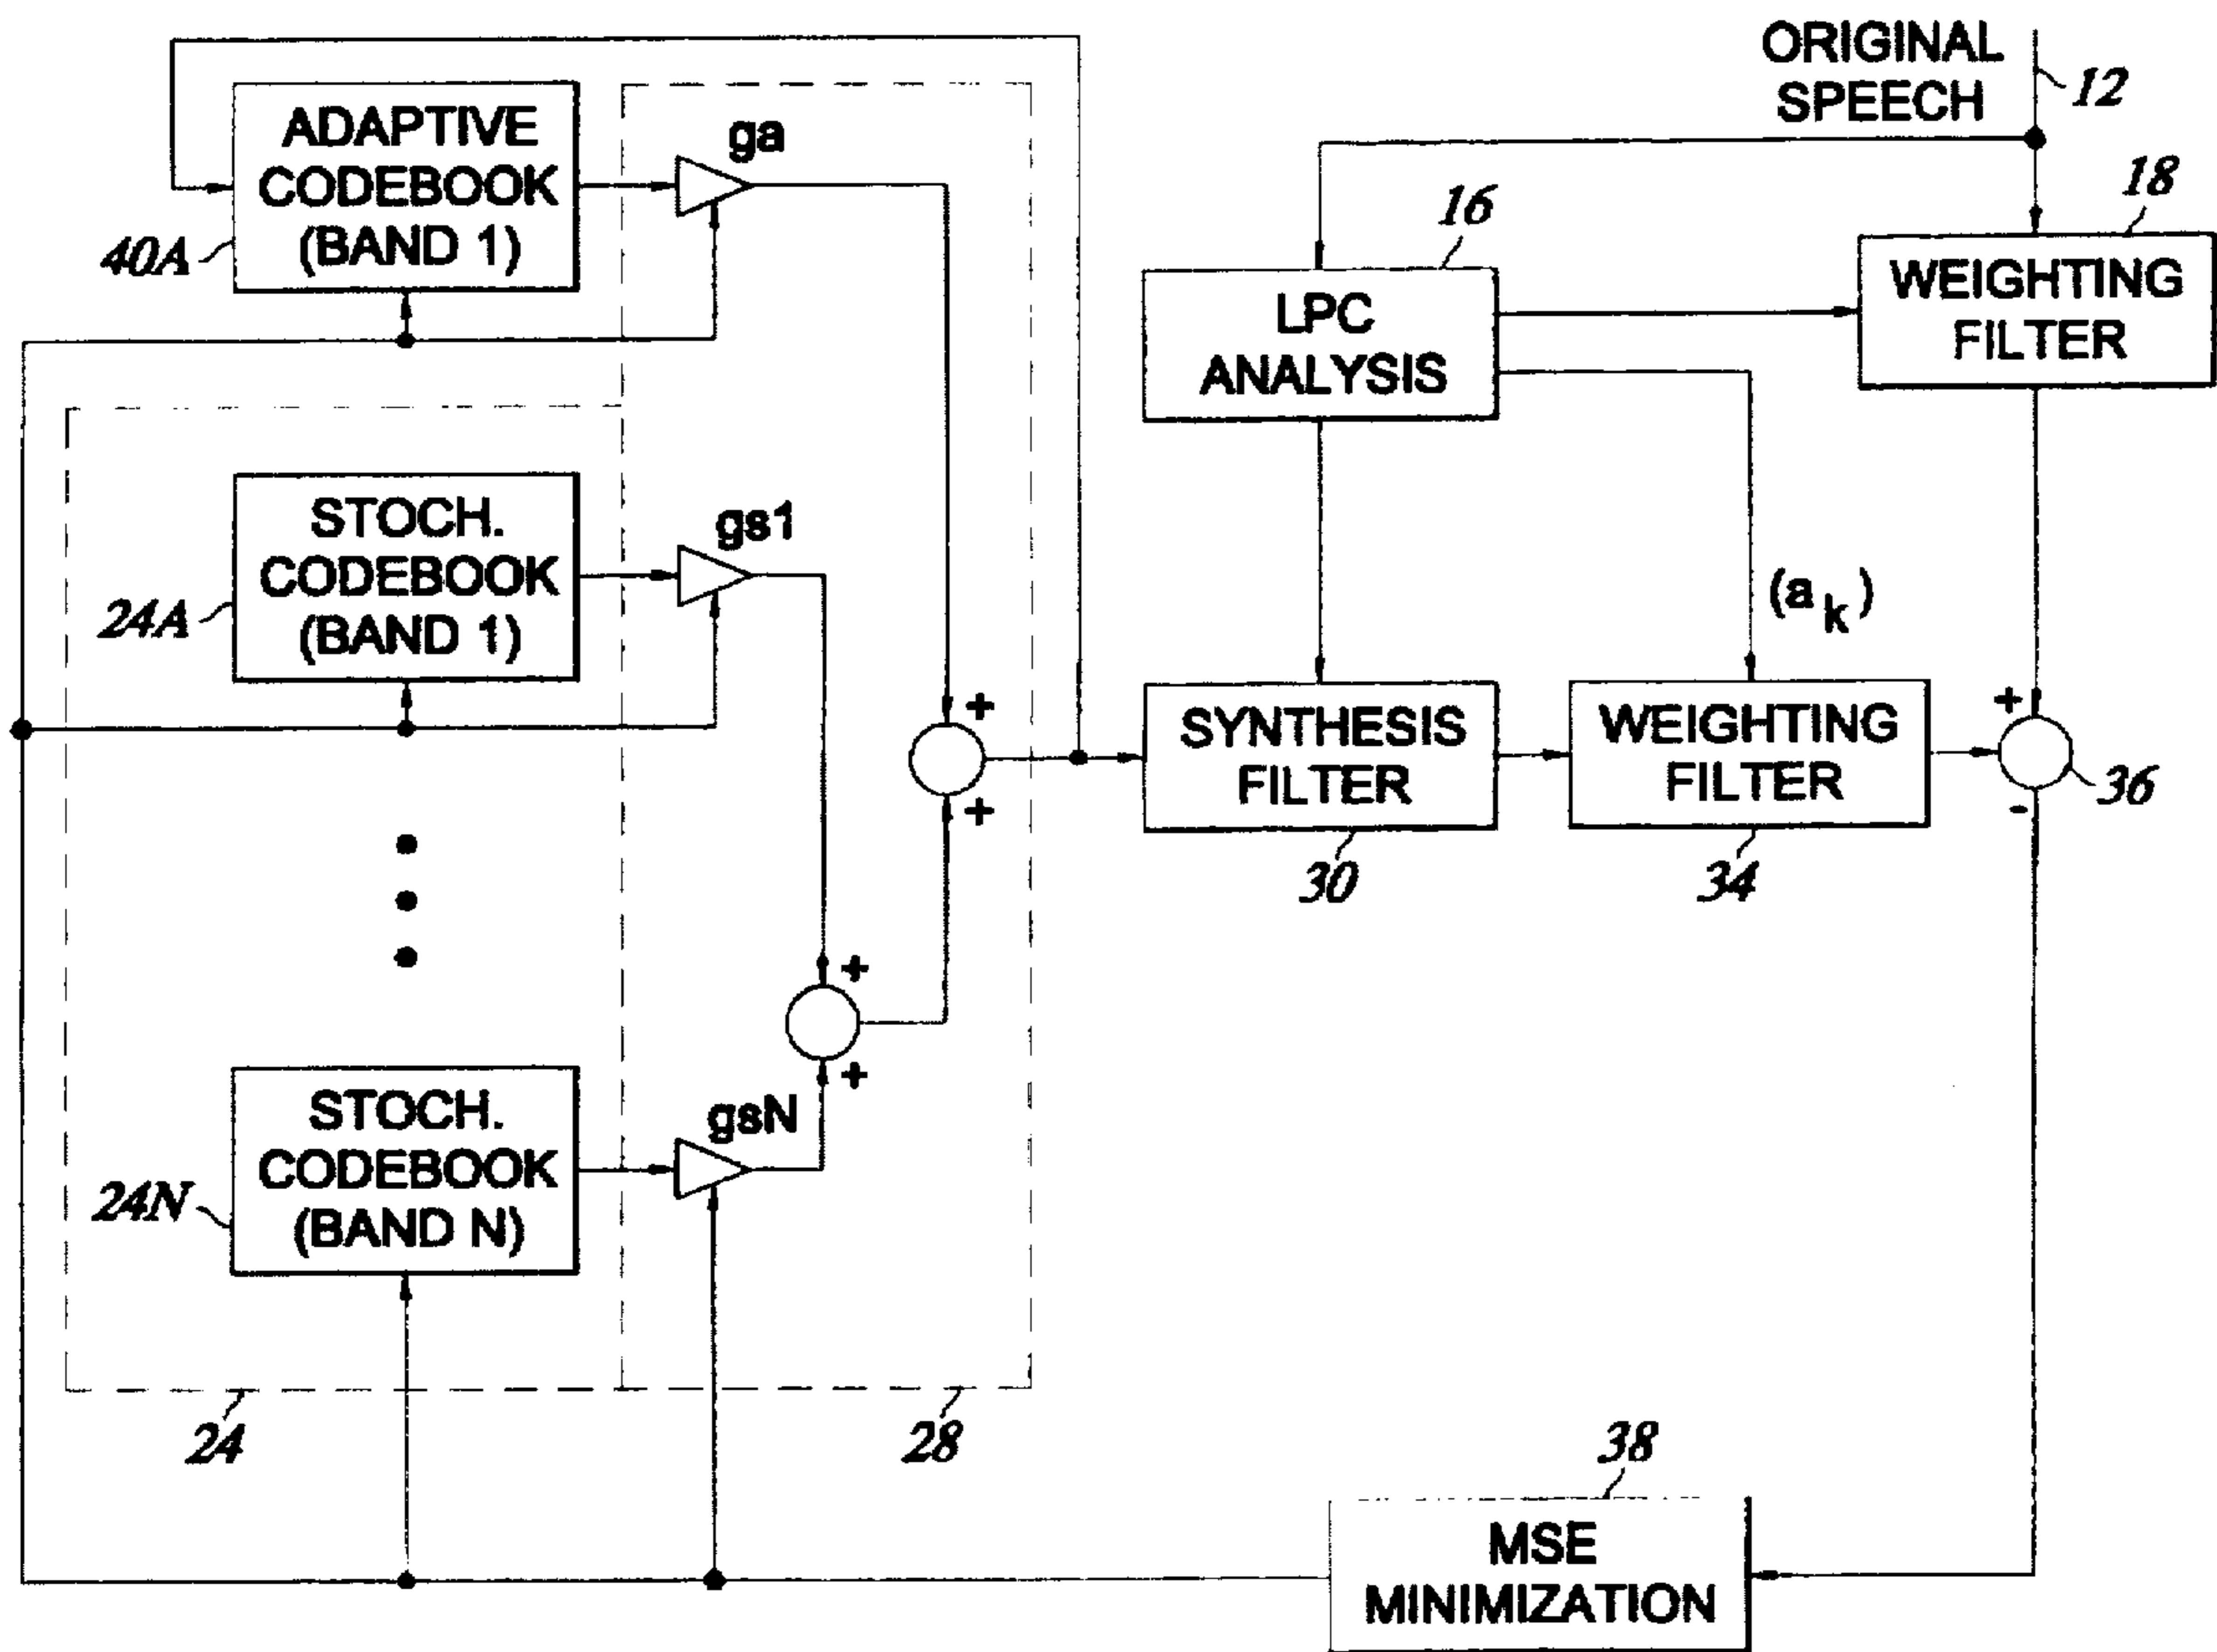 ORIGINAL
SPEECH
12
ADAPTIVE
CODEBOOK
(BAND 1)
40A
ga
16
18
LPC
ANALYSIS
WEIGHTING
FILTER
STOCH.
CODEBOOK
(BAND 1)
24A
gs1
(a k)
+
+
SYNTHESIS
FILTER
30
WEIGHTING
FILTER
34
+
-
36
+
+
STOCH.
CODEBOOK
(BAND N)
24N
gsN
24
28
38
MSE
MINIMIZATION